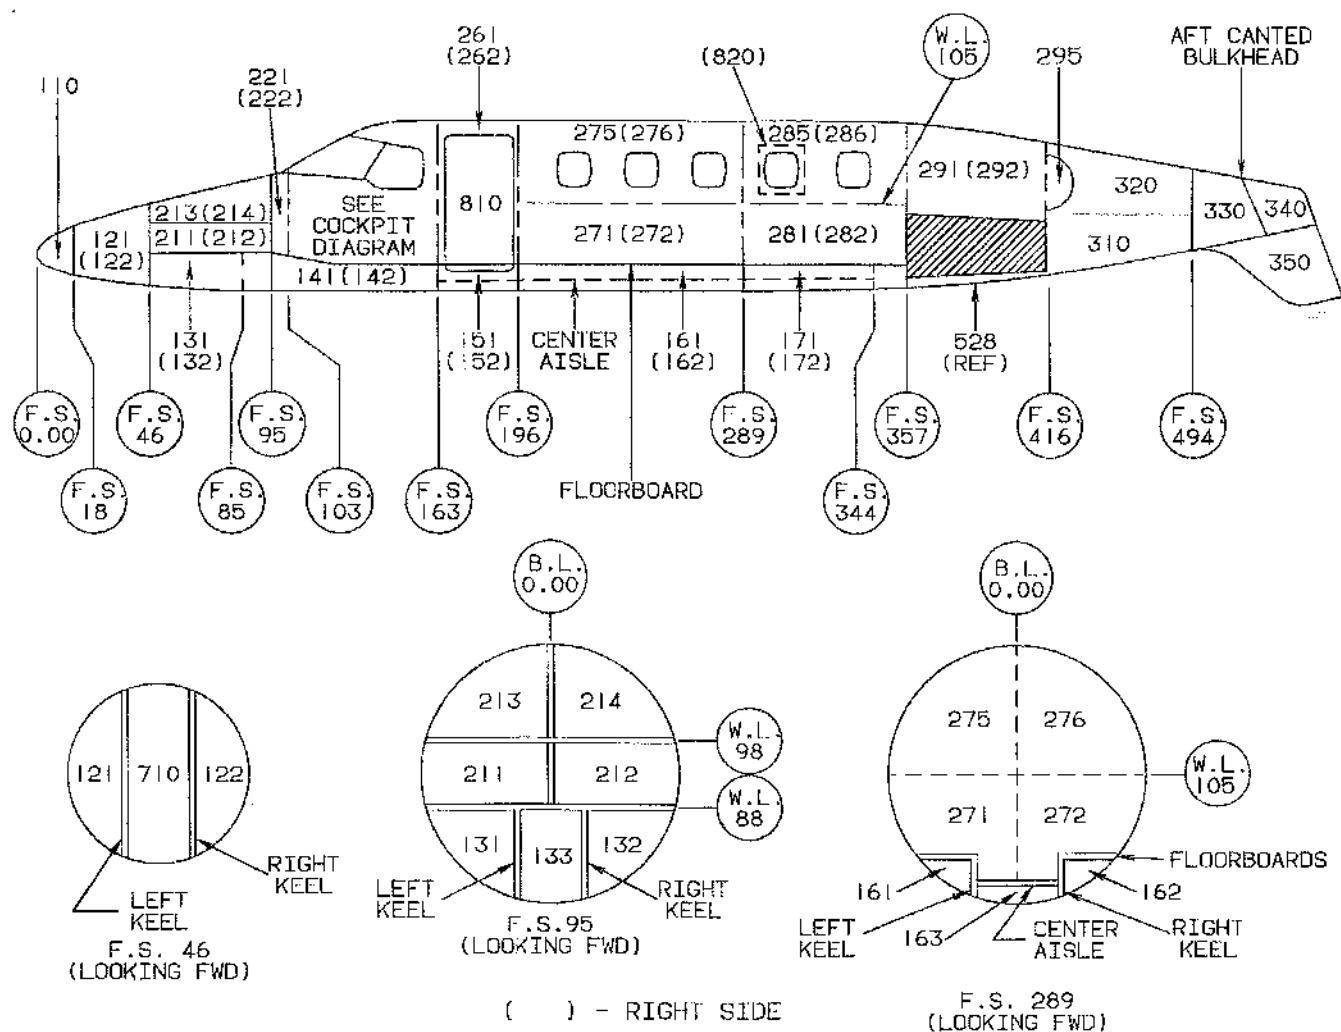 261
(262)
(820)
W.L.
105
295
AFT CANTED
BULKHEAD
110
221
(222)
275(276)
285(286)
291(292)
320
330
340
213(214)
211(212)
121
(122)
SEE
COCKPIT
DIAGRAM
810
271(272)
281(282)
310
350
141(142)
131
(132)
151
(152)
CENTER
AISLE
161
(162)
171
(172)
528
(REF)
F.S.
0.00
F.S.
46
F.S.
95
F.S.
196
F.S.
289
F.S.
357
F.S.
416
F.S.
494
F.S.
18
F.S.
85
F.S.
103
F.S.
163
FLOORBOARD
F.S.
344
B.L.
0.00
B.L.
0.00
121
710
122
LEFT
KEEL
RIGHT
KEEL
F.S. 46
(LOOKING FWD)
213
214
211
212
131
133
132
W.L.
98
W.L.
88
LEFT
KEEL
RIGHT
KEEL
F.S.95
(LOOKING FWD)
275
276
271
272
W.L.
105
FLOORBOARDS
161
162
LEFT
KEEL
163
CENTER
AISLE
RIGHT
KEEL
F.S. 289
(LOOKING FWD)
( ) - RIGHT SIDE